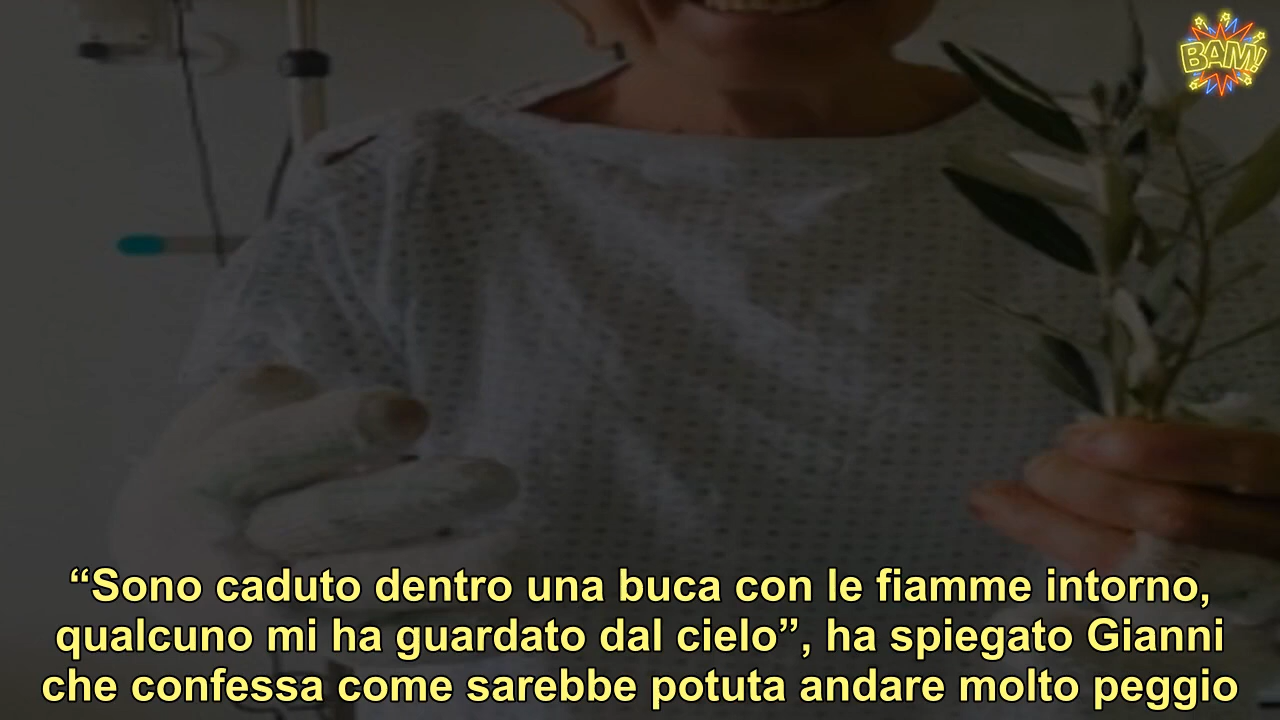 BAM!
“Sono caduto dentro una buca con le fiamme intorno,
qualcuno mi ha guardato dal cielo”, ha spiegato Gianni
che confessa come sarebbe potuta andare molto peggio